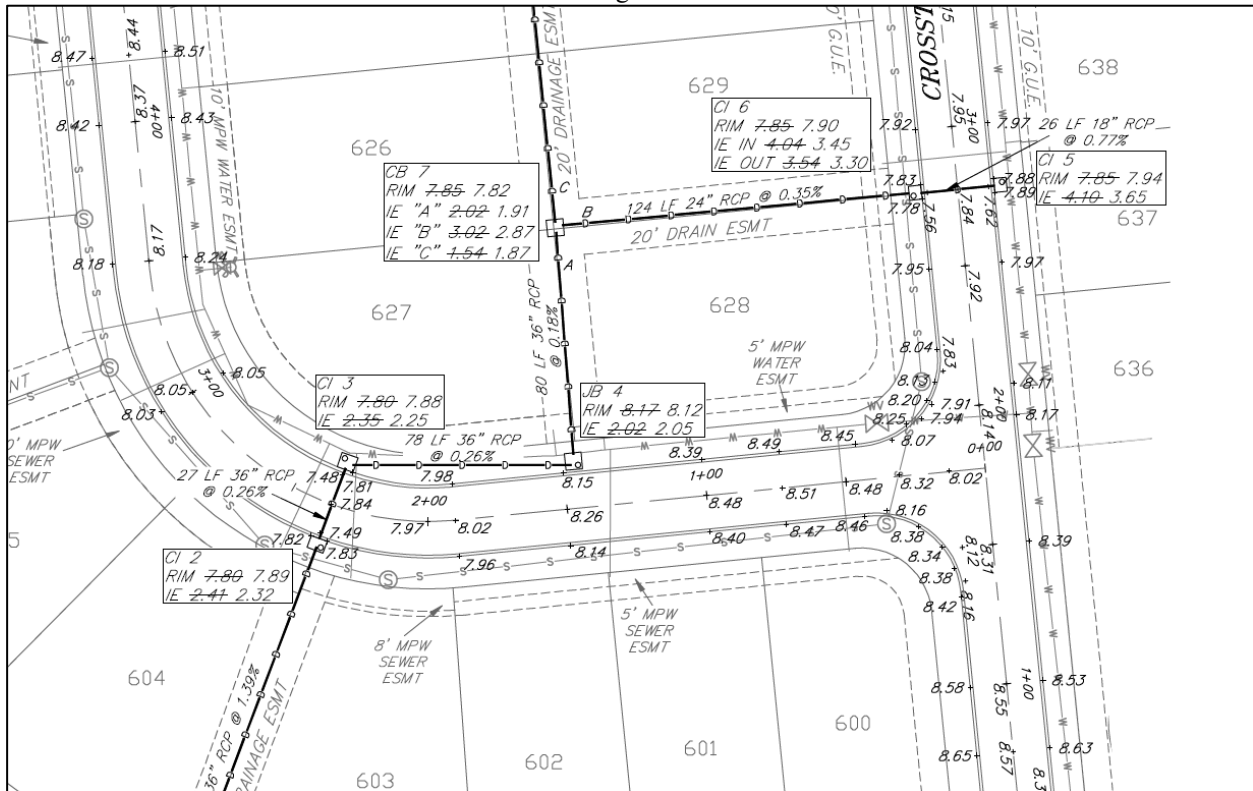 8.47
8.44
8.51
8.37
4+00
8.42
8.43
10' MPW WATER ESMT
8.17
8.18
8.24
626
20' DRAINAGE ESMT
629
10' G.U.E.
638
CI 6
RIM 7.85 7.90
IE IN 4.04 3.45
IE OUT 3.54 3.30
7.92
7.95
3+00
7.97
26 LF 18" RCP
@ 0.77%
CI 5
RIM 7.85 7.94
IE 4.10 3.65
637
CB 7
RIM 7.85 7.82
IE "A" 2.02 1.91
IE "B" 3.02 2.87
IE "C" 1.54 1.87
C
B
A
124 LF 24" RCP @ 0.35%
20' DRAIN ESMT
7.83
7.78
7.56
7.84
7.62
7.88
7.89
7.95
7.92
7.97
627
628
80 LF 36" RCP
@ 0.18%
5' MPW
WATER
ESMT
8.04
7.83
8.13
8.20
8.25
7.91
7.94
8.07
2+00
8.14
0+00
8.11
8.17
636
3+00
8.05
8.05
8.03
CI 3
RIM 7.80 7.88
IE 2.35 2.25
JB 4
RIM 8.17 8.12
IE 2.02 2.05
78 LF 36" RCP
@ 0.26%
MPW
SEWER
ESMT
27 LF 36" RCP
@ 0.26%
7.48
7.81
7.84
7.49
7.82
7.83
7.98
2+00
7.97
8.02
7.96
8.15
8.26
8.14
8.39
1+00
8.49
8.45
8.48
8.51
8.48
8.40
8.47
8.46
8.32
8.02
8.16
8.38
8.34
8.38
8.42
8.12
8.31
8.16
8.39
CI 2
RIM 7.80 7.89
IE 2.41 2.32
8' MPW
SEWER
ESMT
5' MPW
SEWER
ESMT
604
603
602
601
600
36" RCP @ 1.39%
DRAINAGE ESMT
8.58
8.55
1+00
8.53
8.65
8.57
8.63